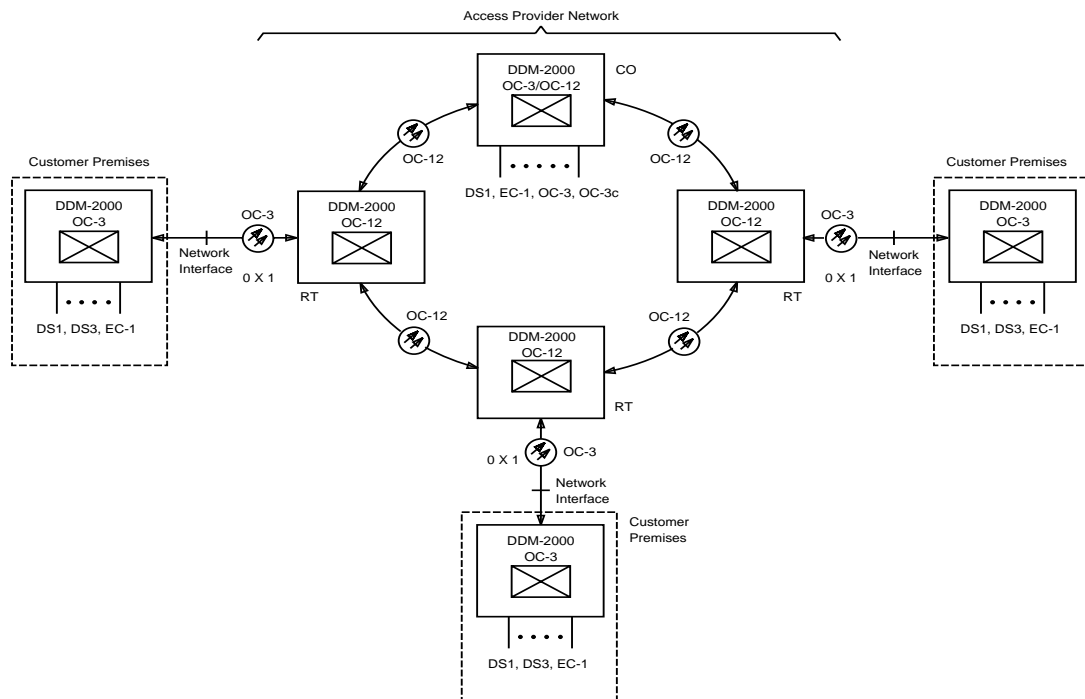 Access Provider Network
DDM-2000
OC-3/OC-12
CO
OC-12
OC-12
DS1, EC-1, OC-3, OC-3c
Customer Premises
DDM-2000
OC-3
DS1, DS3, EC-1
Network
Interface
OC-3
0 X 1
DDM-2000
OC-12
RT
DDM-2000
OC-12
RT
OC-3
0 X 1
Network
Interface
Customer Premises
DDM-2000
OC-3
DS1, DS3, EC-1
OC-12
OC-12
DDM-2000
OC-12
RT
OC-3
0 X 1
Network
Interface
Customer
Premises
DDM-2000
OC-3
DS1, DS3, EC-1